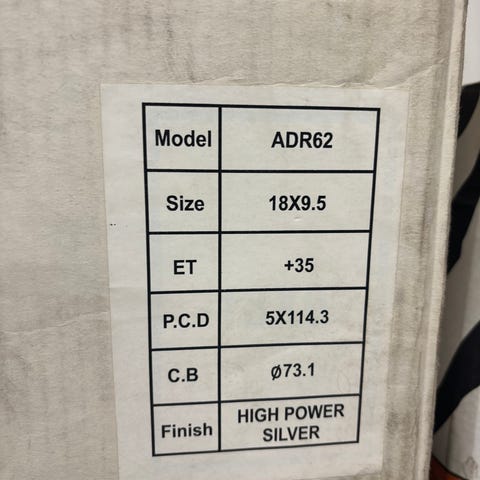 Model ADR62
Size 18X9.5
ET +35
P.C.D 5X114.3
C.B Ø73.1
Finish HIGH POWER
SILVER